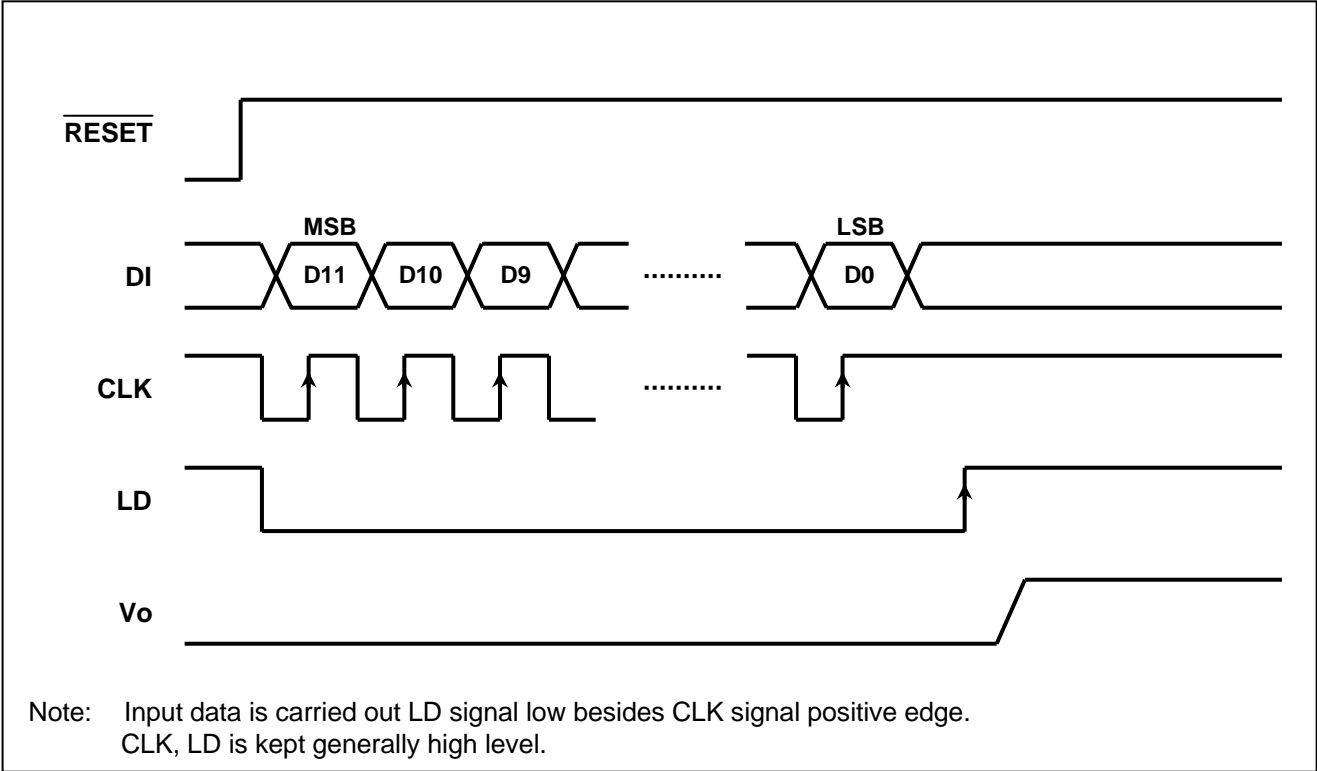 RESET
MSB
LSB
DI
D11
D10
D9
..........
D0
CLK
..........
LD
Vo
Note: Input data is carried out LD signal low besides CLK signal positive edge.
CLK, LD is kept generally high level.